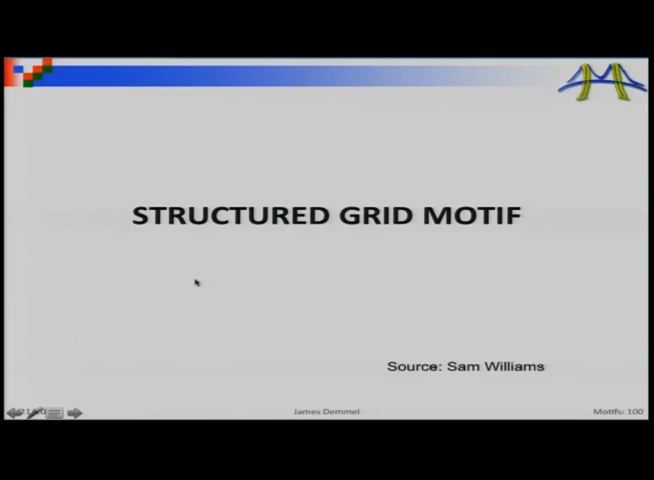 STRUCTURED GRID MOTIF
Source: Sam Williams
James Demmel
Motifs: 100